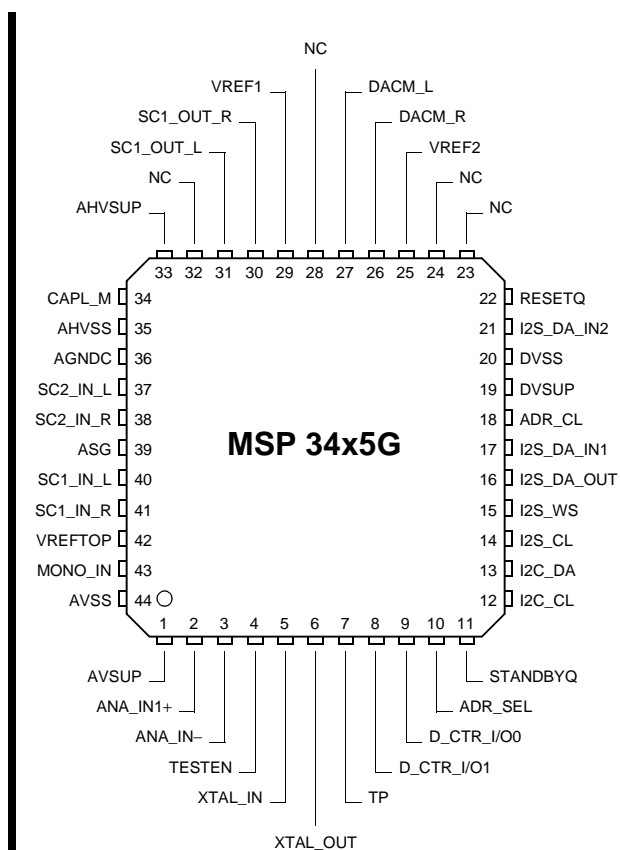 NC
VREF1 DACM_L
SC1_OUT_R DACM_R
SC1_OUT_L VREF2
NC NC
AHVSUP NC
33 32 31 30 29 28 27 26 25 24 23
CAPL_M 34 22 RESETQ
AHVSS 35 21 I2S_DA_IN2
AGNDC 36 20 DVSS
SC2_IN_L 37 19 DVSUP
SC2_IN_R 38 18 ADR_CL
ASG 39 MSP 34x5G 17 I2S_DA_IN1
SC1_IN_L 40 16 I2S_DA_OUT
SC1_IN_R 41 15 I2S_WS
VREFTOP 42 14 I2S_CL
MONO_IN 43 13 I2C_DA
AVSS 44 12 I2C_CL
1 2 3 4 5 6 7 8 9 10 11
AVSUP STANDBYQ
ANA_IN1+ ADR_SEL
ANA_IN− D_CTR_I/O0
TESTEN D_CTR_I/O1
XTAL_IN TP
XTAL_OUT